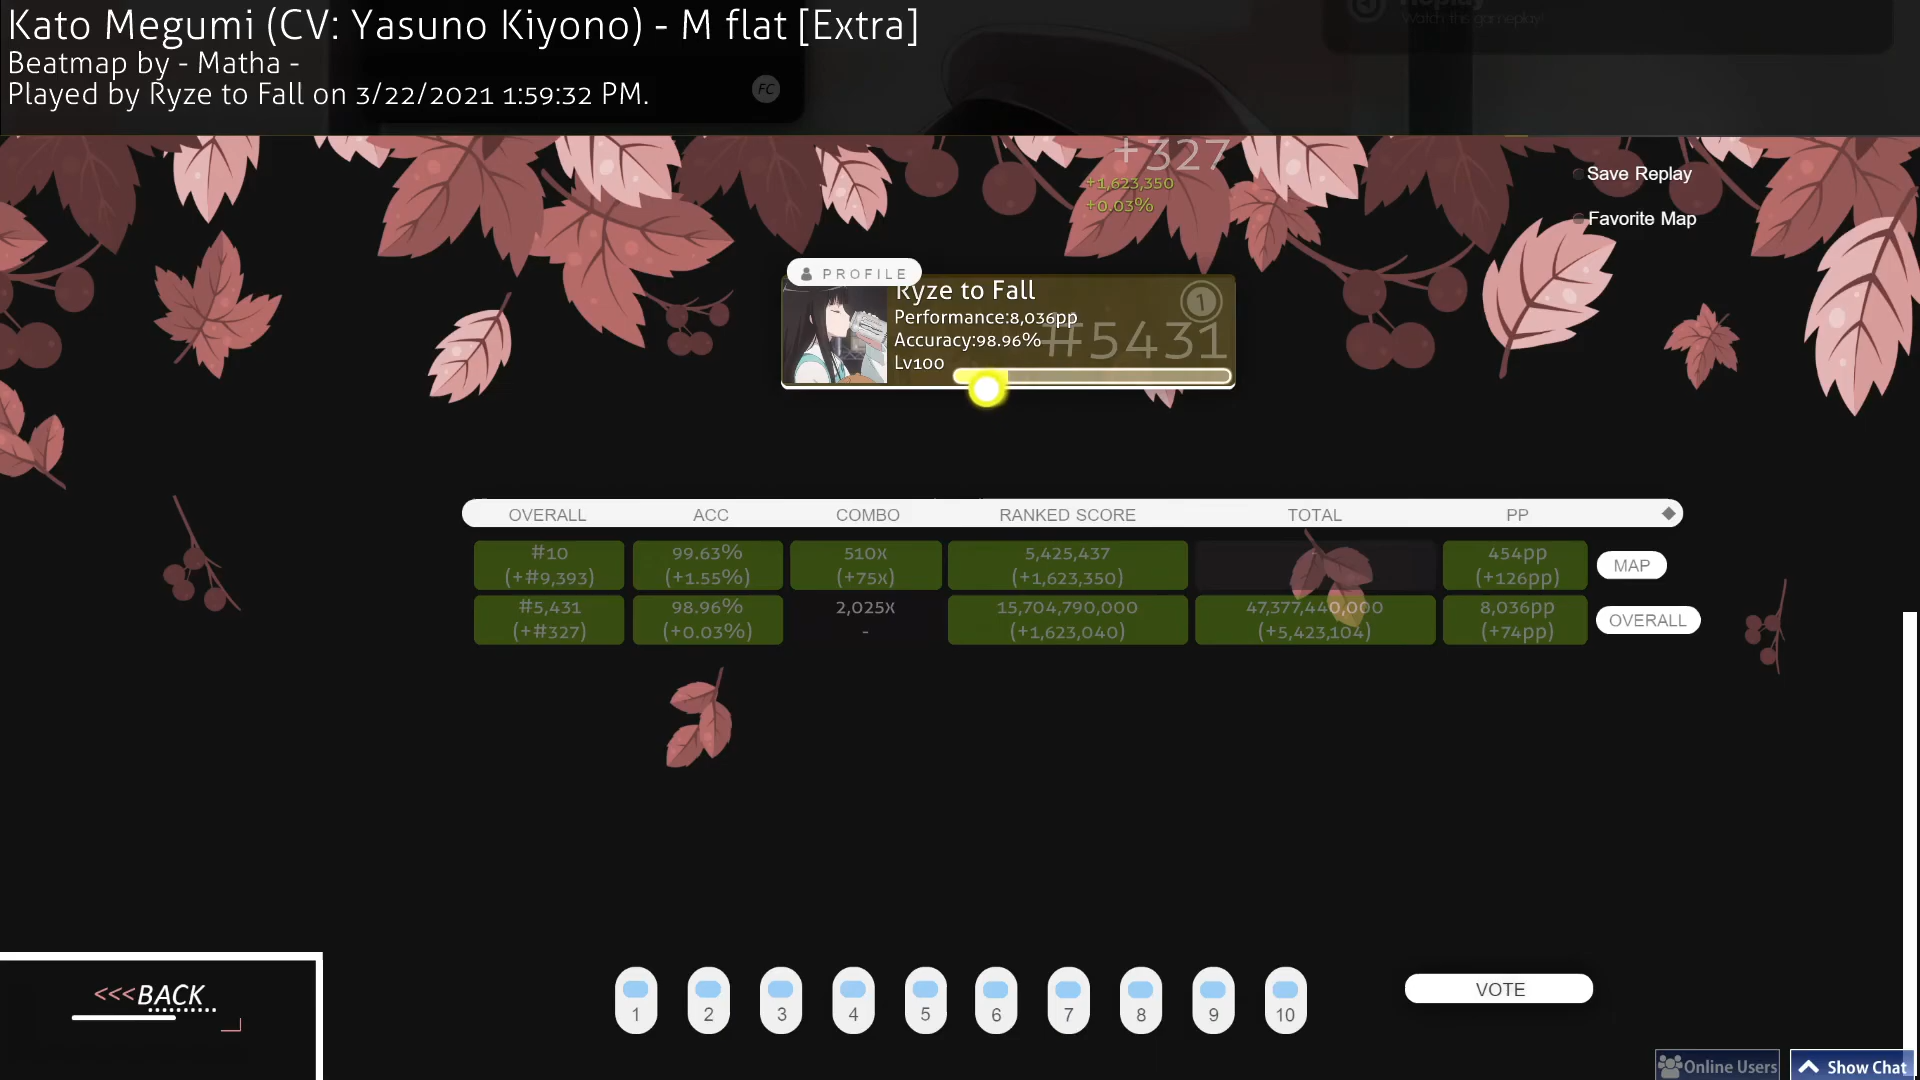 Kato Megumi (CV: Yasuno Kiyono) - M flat [Extra]
Beatmap by - Matha -
Played by Ryze to Fall on 3/22/2021 1:59:32 PM.
FC
Replay
Watch this gameplay!
+327
+1,623,350
+0.03%
Save Replay
Favorite Map
PROFILE
Ryze to Fall
1
Performance:8,036pp
Accuracy:98.96%
#5431
Lv100
OVERALL ACC COMBO RANKED SCORE TOTAL PP
#10 99.63% 510x 5,425,437 - 454pp
(+#9,393) (+1.55%) (+75x) (+1,623,350) (+126pp)
MAP
#5,431 98.96% 2,025x 15,704,790,000 47,377,440,000 8,036pp
(+#327) (+0.03%) - (+1,623,040) (+5,423,104) (+74pp)
OVERALL
<<<BACK
1 2 3 4 5 6 7 8 9 10
VOTE
Online Users
Show Chat